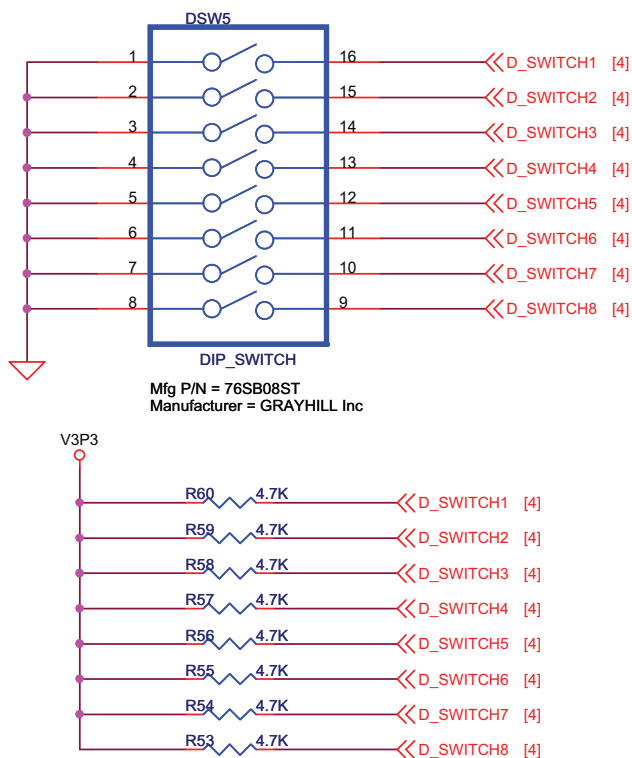 DSW5
1 16 D_SWITCH1 [4]
2 15 D_SWITCH2 [4]
3 14 D_SWITCH3 [4]
4 13 D_SWITCH4 [4]
5 12 D_SWITCH5 [4]
6 11 D_SWITCH6 [4]
7 10 D_SWITCH7 [4]
8 9 D_SWITCH8 [4]
DIP_SWITCH
Mfg P/N = 76SB08ST
Manufacturer = GRAYHILL Inc
V3P3
R60 4.7K D_SWITCH1 [4]
R59 4.7K D_SWITCH2 [4]
R58 4.7K D_SWITCH3 [4]
R57 4.7K D_SWITCH4 [4]
R56 4.7K D_SWITCH5 [4]
R55 4.7K D_SWITCH6 [4]
R54 4.7K D_SWITCH7 [4]
R53 4.7K D_SWITCH8 [4]